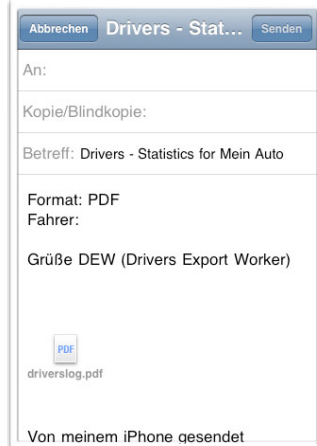 Abbrechen Drivers - Stat... Senden
An:
Kopie/Blindkopie:
Betreff: Drivers - Statistics for Mein Auto
Format: PDF
Fahrer:
Grüße DEW (Drivers Export Worker)
PDF
driverslog.pdf
Von meinem iPhone gesendet